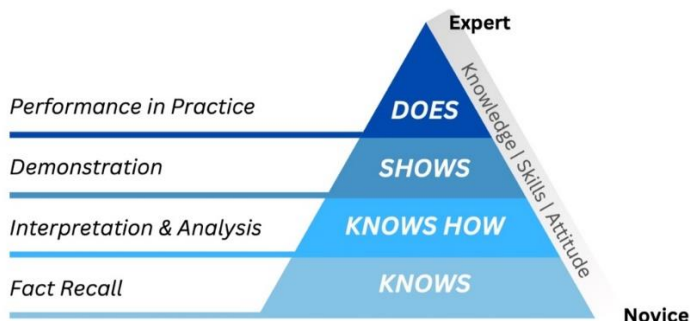 Expert
Performance in Practice
DOES
Knowledge | Skills | Attitude
Demonstration
SHOWS
Interpretation & Analysis
KNOWS HOW
Fact Recall
KNOWS
Novice